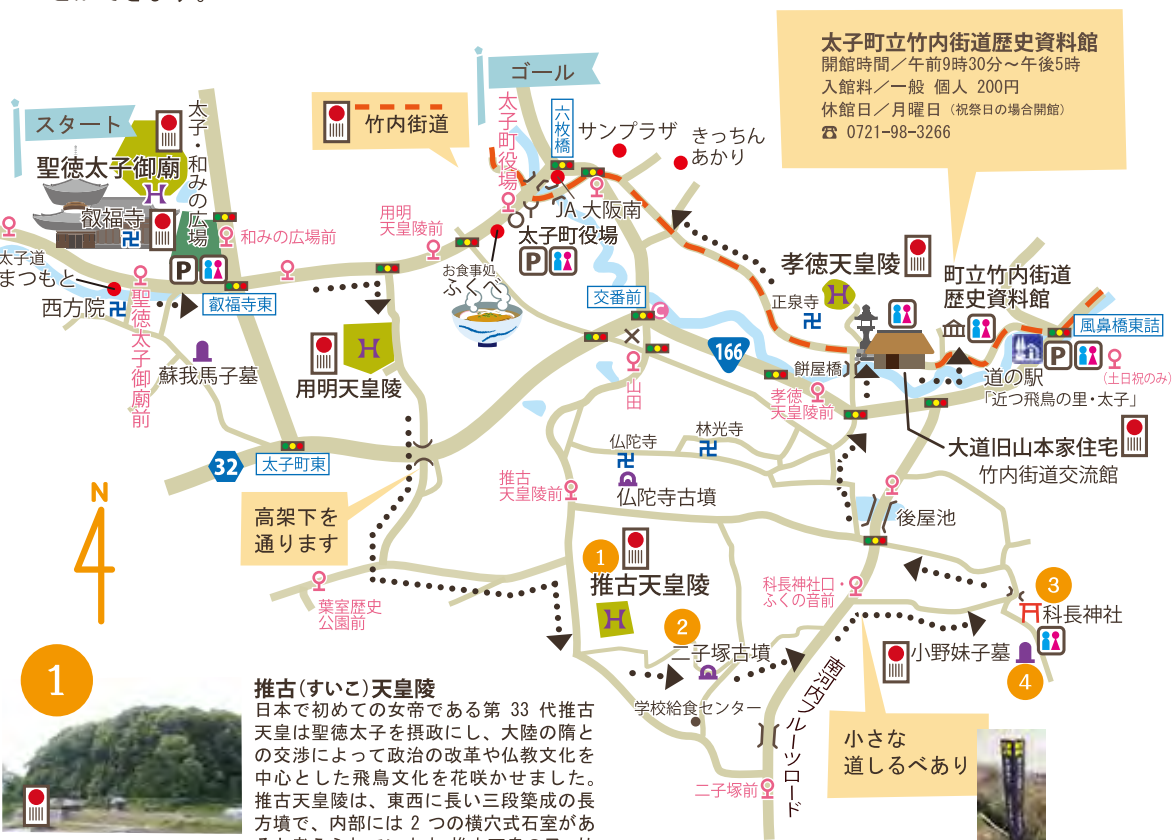 太子町立竹内街道歴史資料館
開館時間／午前9時30分～午後5時
入館料／一般 個人 200円
休館日／月曜日（祝祭日の場合開館）
☎ 0721-98-3266
ゴール
スタート
竹内街道
太子・和みの広場
聖徳太子御廟
叡福寺
太子町役場
六枚橋
サンプラザ
きっちん
あかり
JA 大阪南
太子町役場
P
用明
天皇陵前
和みの広場前
お食事処
ふくべ
太子道
まつもと
西方院
P
叡福寺東
聖徳太子御廟前
蘇我馬子墓
用明天皇陵
交番前
山田
166
孝徳天皇陵
正泉寺
餅屋橋
孝徳
天皇陵前
町立竹内街道
歴史資料館
風鼻橋東詰
P
(土日祝のみ)
道の駅
「近つ飛鳥の里・太子」
大道旧山本家住宅
竹内街道交流館
32
太子町東
仏陀寺
林光寺
推古
天皇陵前
仏陀寺古墳
後屋池
N
高架下を
通ります
葉室歴史
公園前
1
推古天皇陵
2
二子塚古墳
科長神社口・
ふくの音前
3
科長神社
小野妹子墓
4
学校給食センター
南河内フルーツロード
二子塚前
小さな
道しるべあり
1
推古（すいこ）天皇陵
日本で初めての女帝である第 33 代推古
天皇は聖徳太子を摂政にし、大陸の隋と
の交渉によって政治の改革や仏教文化を
中心とした飛鳥文化を花咲かせました。
推古天皇陵は、東西に長い三段築成の長
方墳で、内部には 2 つの横穴式石室があ